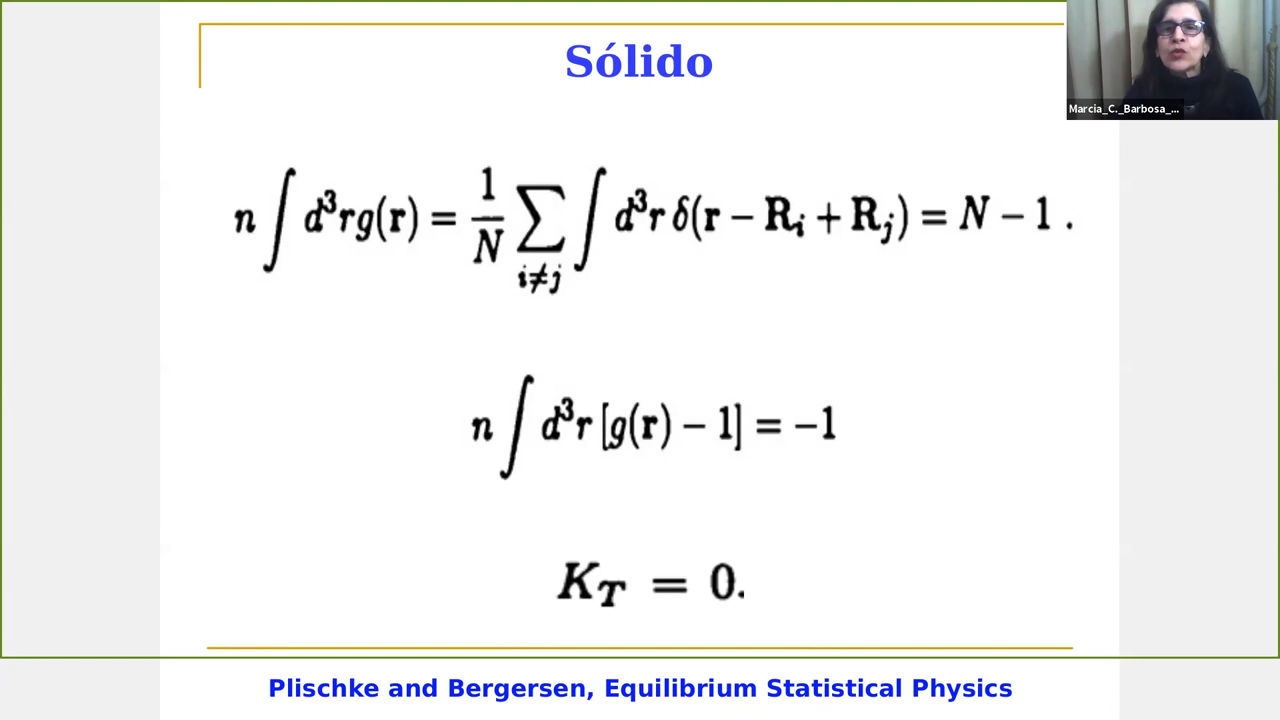 Sólido
Marcia_C._Barbosa_...
n ∫ d³r g(r) = 1/N ∑_{i≠j} ∫ d³r δ(r − R_i + R_j) = N − 1 .
n ∫ d³r [g(r) − 1] = −1
K_T = 0.
Plischke and Bergersen, Equilibrium Statistical Physics